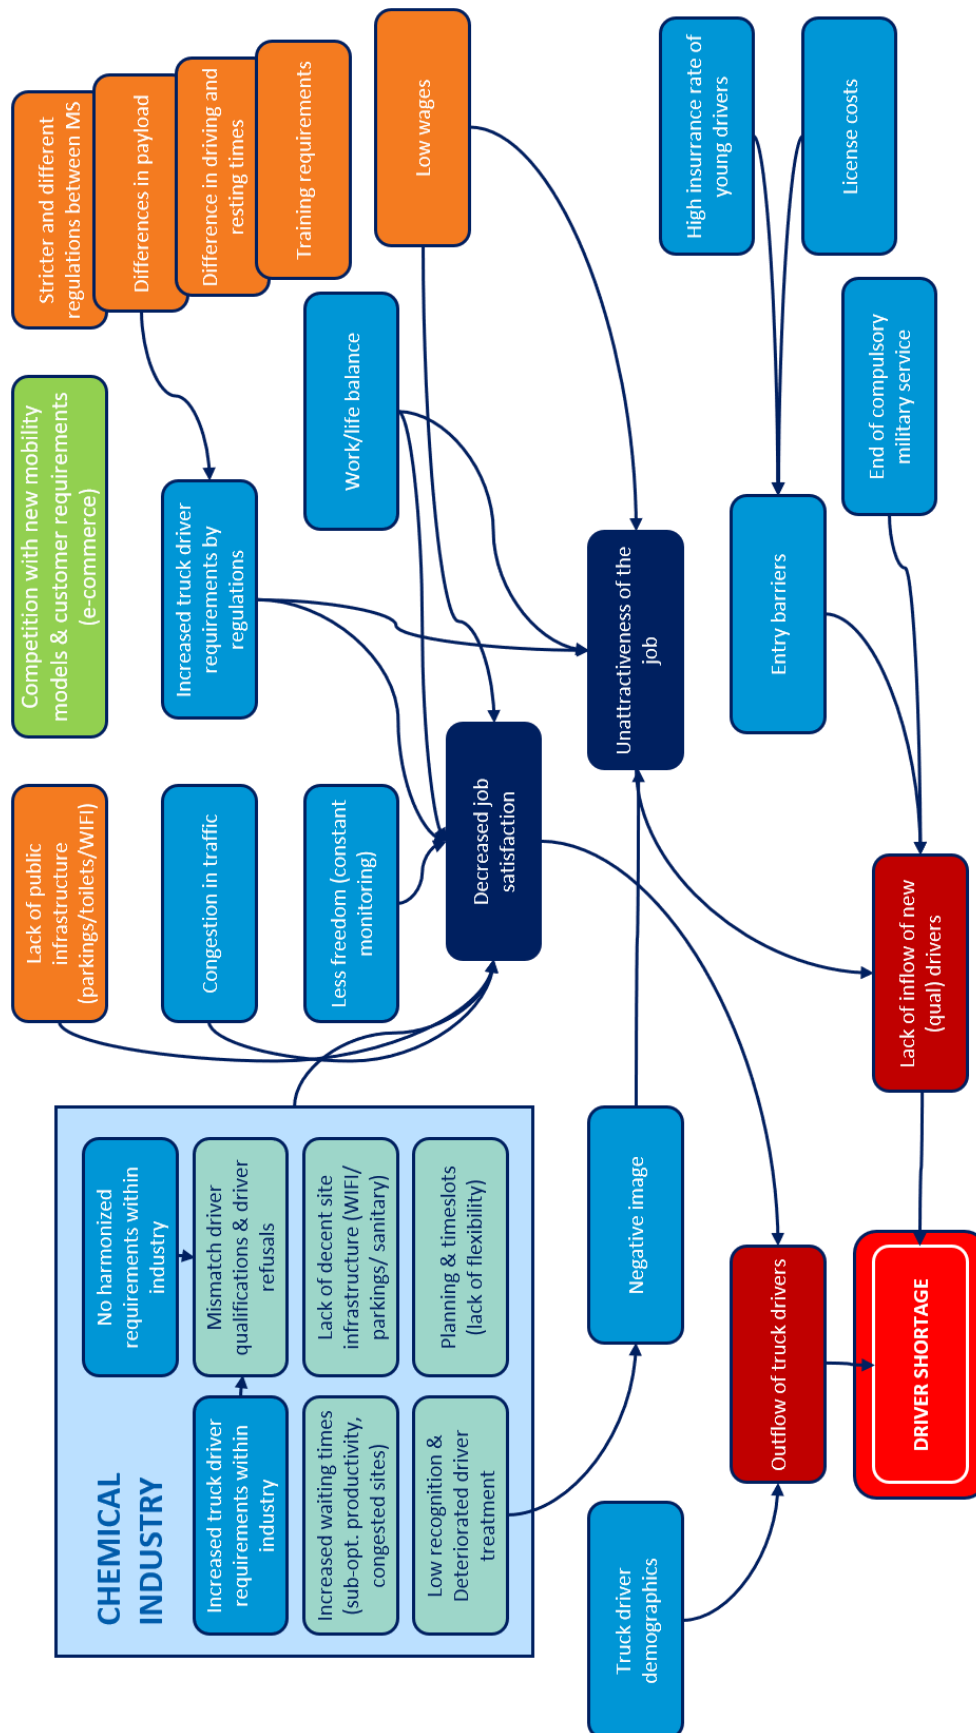 CHEMICAL
INDUSTRY
No harmonized
requirements within
industry
Increased truck driver
requirements within
industry
Mismatch driver
qualifications & driver
refusals
Increased waiting times
(sub-opt. productivity,
congested sites)
Lack of decent site
infrastructure (WIFI/
parkings/ sanitary)
Low recognition &
Deteriorated driver
treatment
Planning & timeslots
(lack of flexibility)
Lack of public
infrastructure
(parkings/toilets/WIFI)
Congestion in traffic
Less freedom (constant
monitoring)
Competition with new mobility
models & customer requirements
(e-commerce)
Increased truck driver
requirements by
regulations
Stricter and different
regulations between MS
Differences in payload
Difference in driving and
resting times
Training requirements
Work/life balance
Low wages
Decreased job
satisfaction
Unattractiveness of the
job
Negative image
Truck driver
demographics
Outflow of truck drivers
Entry barriers
High insurrance rate of
young drivers
License costs
End of compulsory
military service
Lack of inflow of new
(qual) drivers
DRIVER SHORTAGE